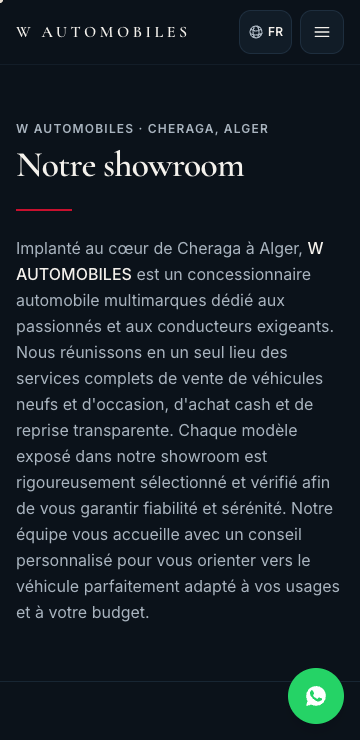 W AUTOMOBILES
FR
W AUTOMOBILES · CHERAGA, ALGER
Notre showroom
Implanté au cœur de Cheraga à Alger, W
AUTOMOBILES est un concessionnaire
automobile multimarques dédié aux
passionnés et aux conducteurs exigeants.
Nous réunissons en un seul lieu des
services complets de vente de véhicules
neufs et d'occasion, d'achat cash et de
reprise transparente. Chaque modèle
exposé dans notre showroom est
rigoureusement sélectionné et vérifié afin
de vous garantir fiabilité et sérénité. Notre
équipe vous accueille avec un conseil
personnalisé pour vous orienter vers le
véhicule parfaitement adapté à vos usages
et à votre budget.